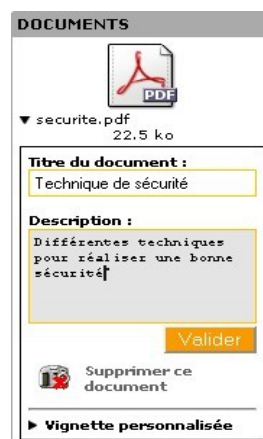 DOCUMENTS
PDF
▼ securite.pdf
22.5 ko
Titre du document :
Technique de sécurité
Description :
Différentes techniques
pour réaliser une bonne
sécurité
Valider
Supprimer ce
document
► Vignette personnalisée